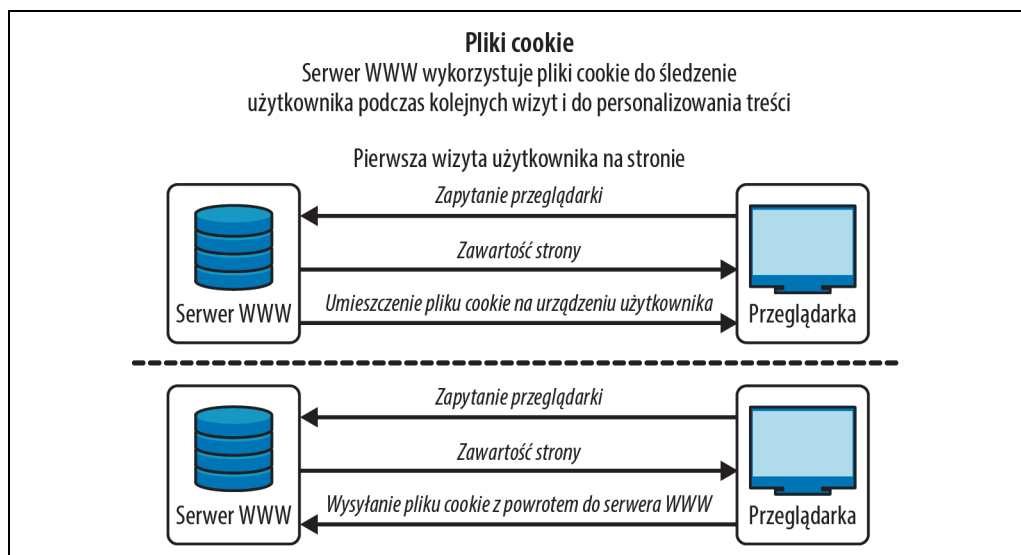 Pliki cookie
Serwer WWW wykorzystuje pliki cookie do śledzenie
użytkownika podczas kolejnych wizyt i do personalizowania treści
Pierwsza wizyta użytkownika na stronie
Zapytanie przeglądarki
Zawartość strony
Umieszczenie pliku cookie na urządzeniu użytkownika
Serwer WWW
Przeglądarka
Zapytanie przeglądarki
Zawartość strony
Wysyłanie pliku cookie z powrotem do serwera WWW
Serwer WWW
Przeglądarka